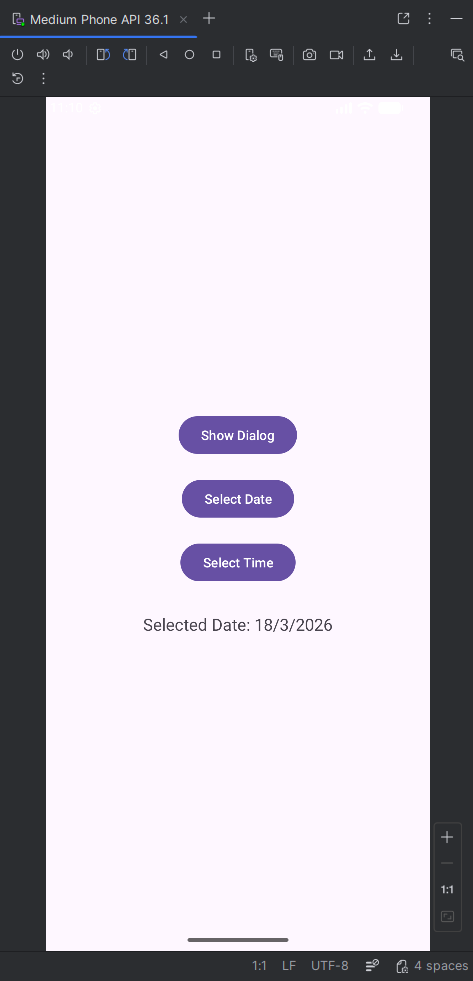 Medium Phone API 36.1
Show Dialog
Select Date
Select Time
Selected Date: 18/3/2026
1:1
1:1 LF UTF-8 4 spaces